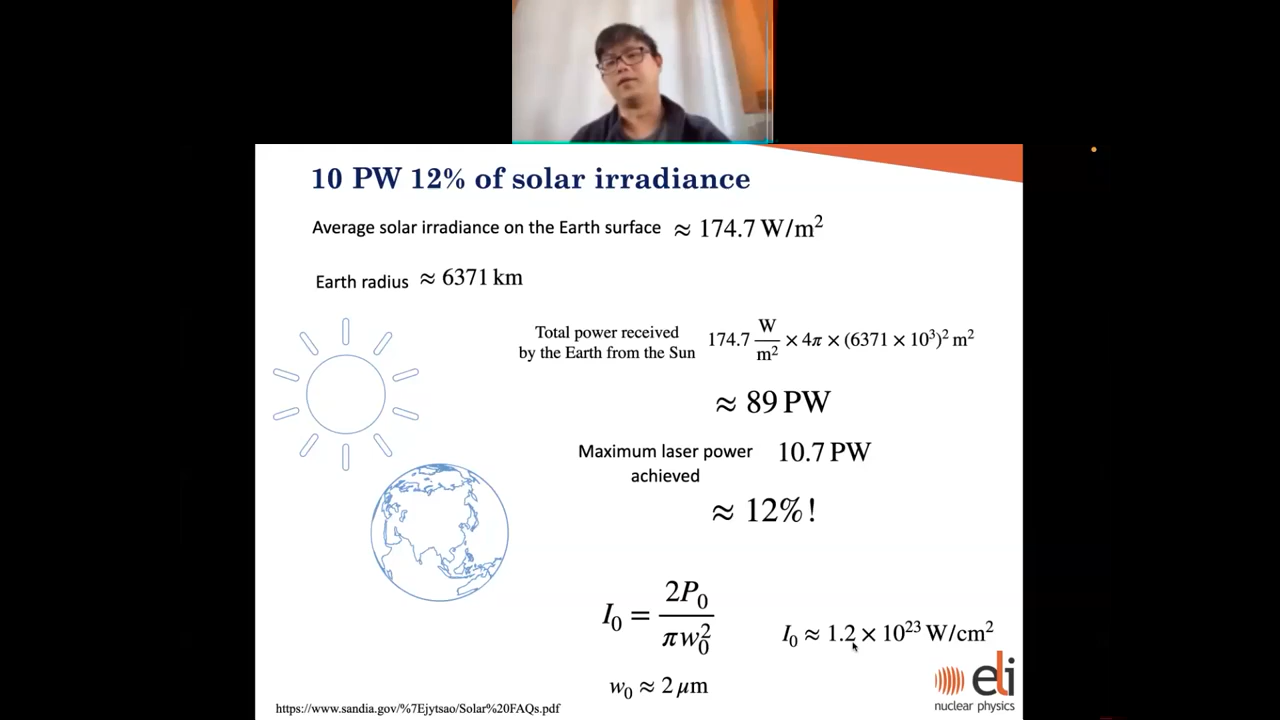 10 PW 12% of solar irradiance
Average solar irradiance on the Earth surface ≈ 174.7 W/m²
Earth radius ≈ 6371 km
Total power received
by the Earth from the Sun
174.7 W/m² × 4π × (6371 × 10³)² m²
≈ 89 PW
Maximum laser power
achieved
10.7 PW
≈ 12% !
I₀ = 2P₀/πw₀²
I₀ ≈ 1.2 × 10²³ W/cm²
w₀ ≈ 2 μm
eli
nuclear physics
https://www.sandia.gov/%7Ejytsao/Solar%20FAQs.pdf